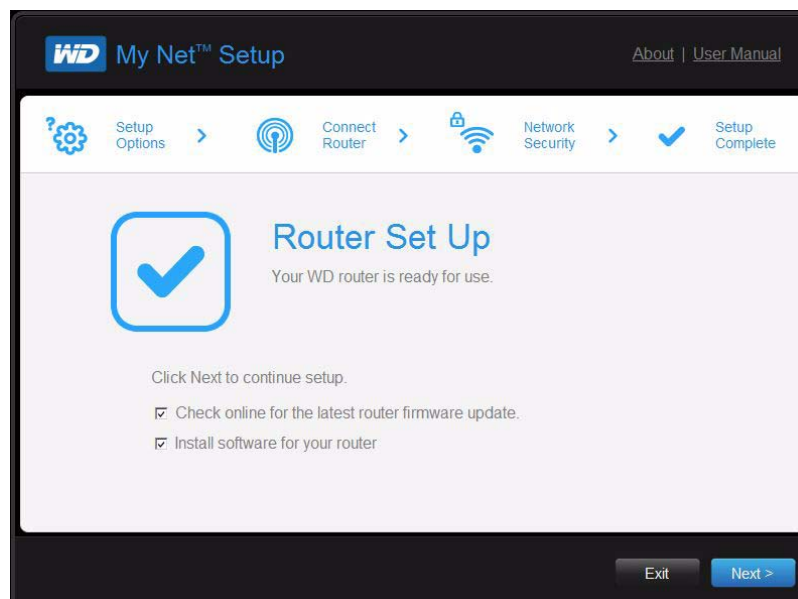 WD My Net™ Setup
About | User Manual
?
Setup
Options
>
Connect
Router
>
Network
Security
>
Setup
Complete
Router Set Up
Your WD router is ready for use.
Click Next to continue setup.
Check online for the latest router firmware update.
Install software for your router
Exit
Next >